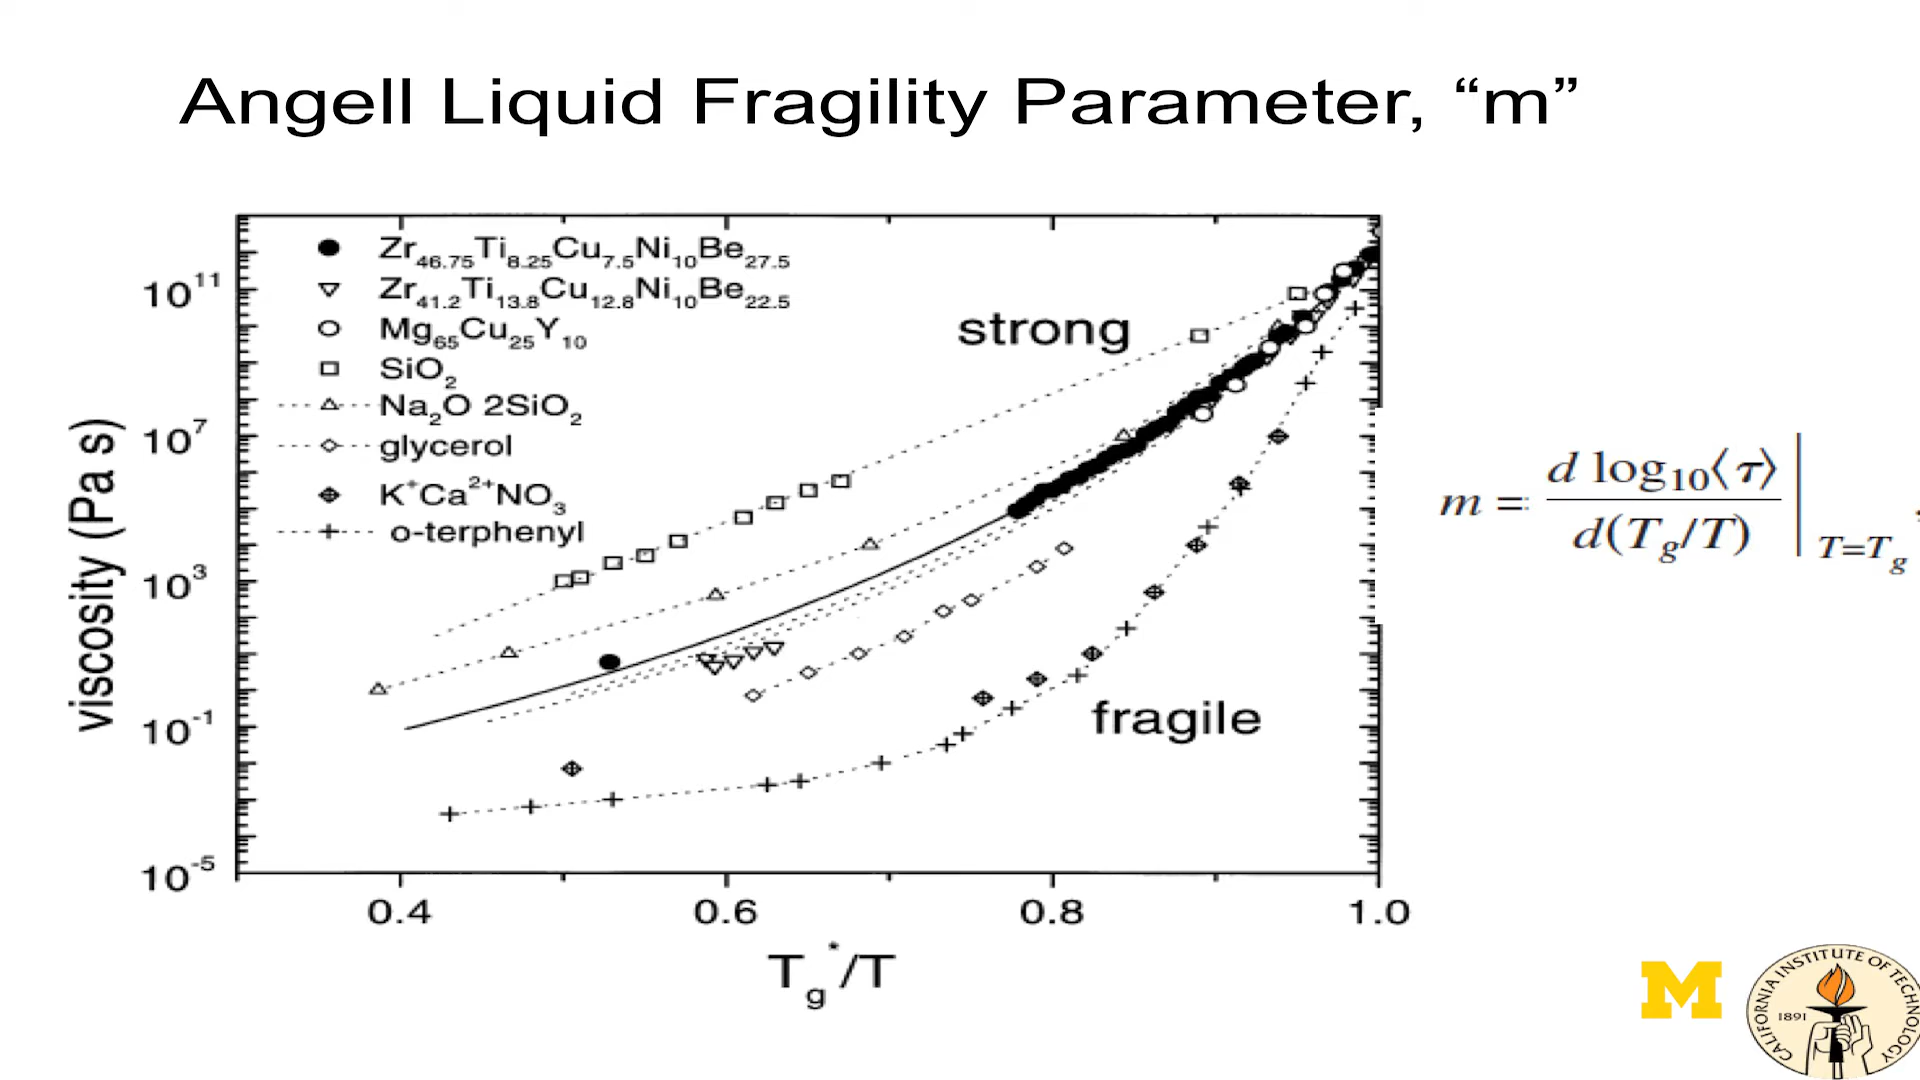 Angell Liquid Fragility Parameter, “m”
Zr46.75Ti8.25Cu7.5Ni10Be27.5
Zr41.2Ti13.8Cu12.8Ni10Be22.5
Mg65Cu25Y10
SiO2
Na2O 2SiO2
glycerol
K+Ca2+NO3
o-terphenyl
strong
fragile
viscosity (Pa s)
10^11
10^7
10^3
10^-1
10^-5
0.4 0.6 0.8 1.0
Tg*/T
m = d log10⟨τ⟩ / d(Tg/T) | T=Tg ,
M
CALIFORNIA INSTITUTE OF TECHNOLOGY
1891